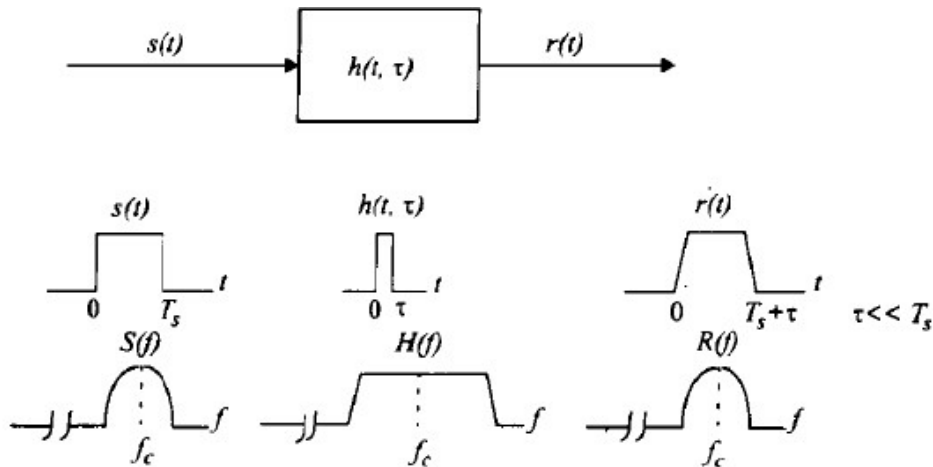 s(t)
h(t, τ)
r(t)
s(t)
h(t, τ)
r(t)
t
t
t
0
T_s
0
τ
0
T_s+τ
τ<< T_s
S(f)
H(f)
R(f)
f
f
f
f_c
f_c
f_c